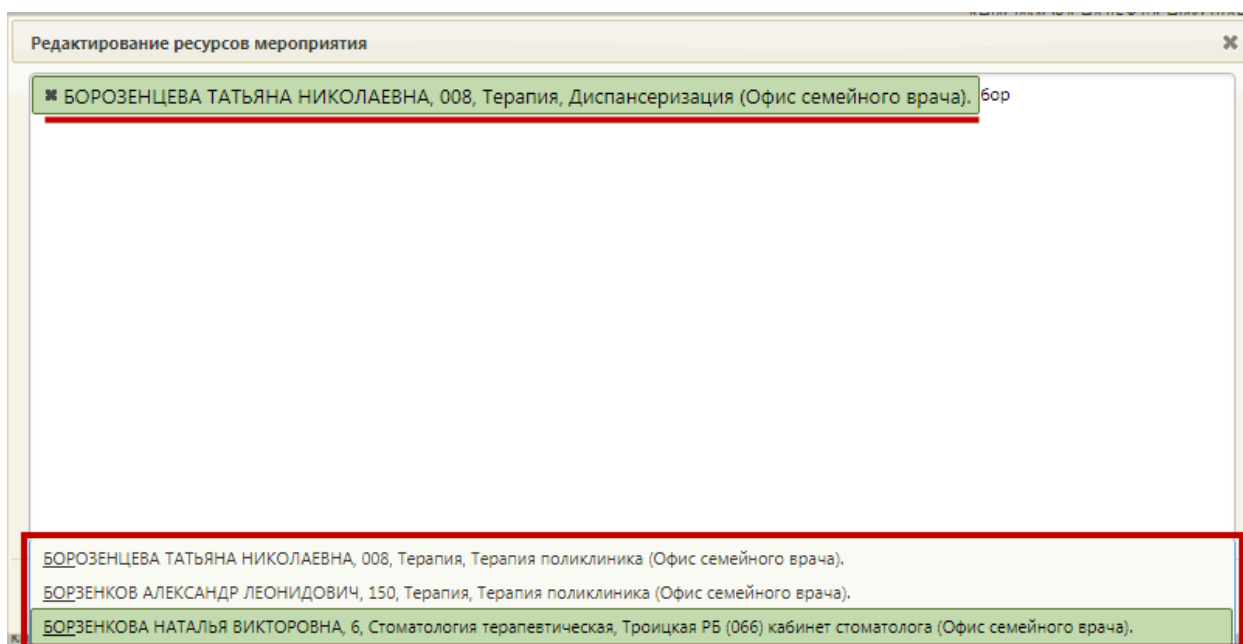 Редактирование ресурсов мероприятия
БОРОЗЕНЦЕВА ТАТЬЯНА НИКОЛАЕВНА, 008, Терапия, Диспансеризация (Офис семейного врача). бор
БОРОЗЕНЦЕВА ТАТЬЯНА НИКОЛАЕВНА, 008, Терапия, Терапия поликлиника (Офис семейного врача).
БОРЗЕНКОВ АЛЕКСАНДР ЛЕОНИДОВИЧ, 150, Терапия, Терапия поликлиника (Офис семейного врача).
БОРЗЕНКОВА НАТАЛЬЯ ВИКТОРОВНА, 6, Стоматология терапевтическая, Троицкая РБ (066) кабинет стоматолога (Офис семейного врача).